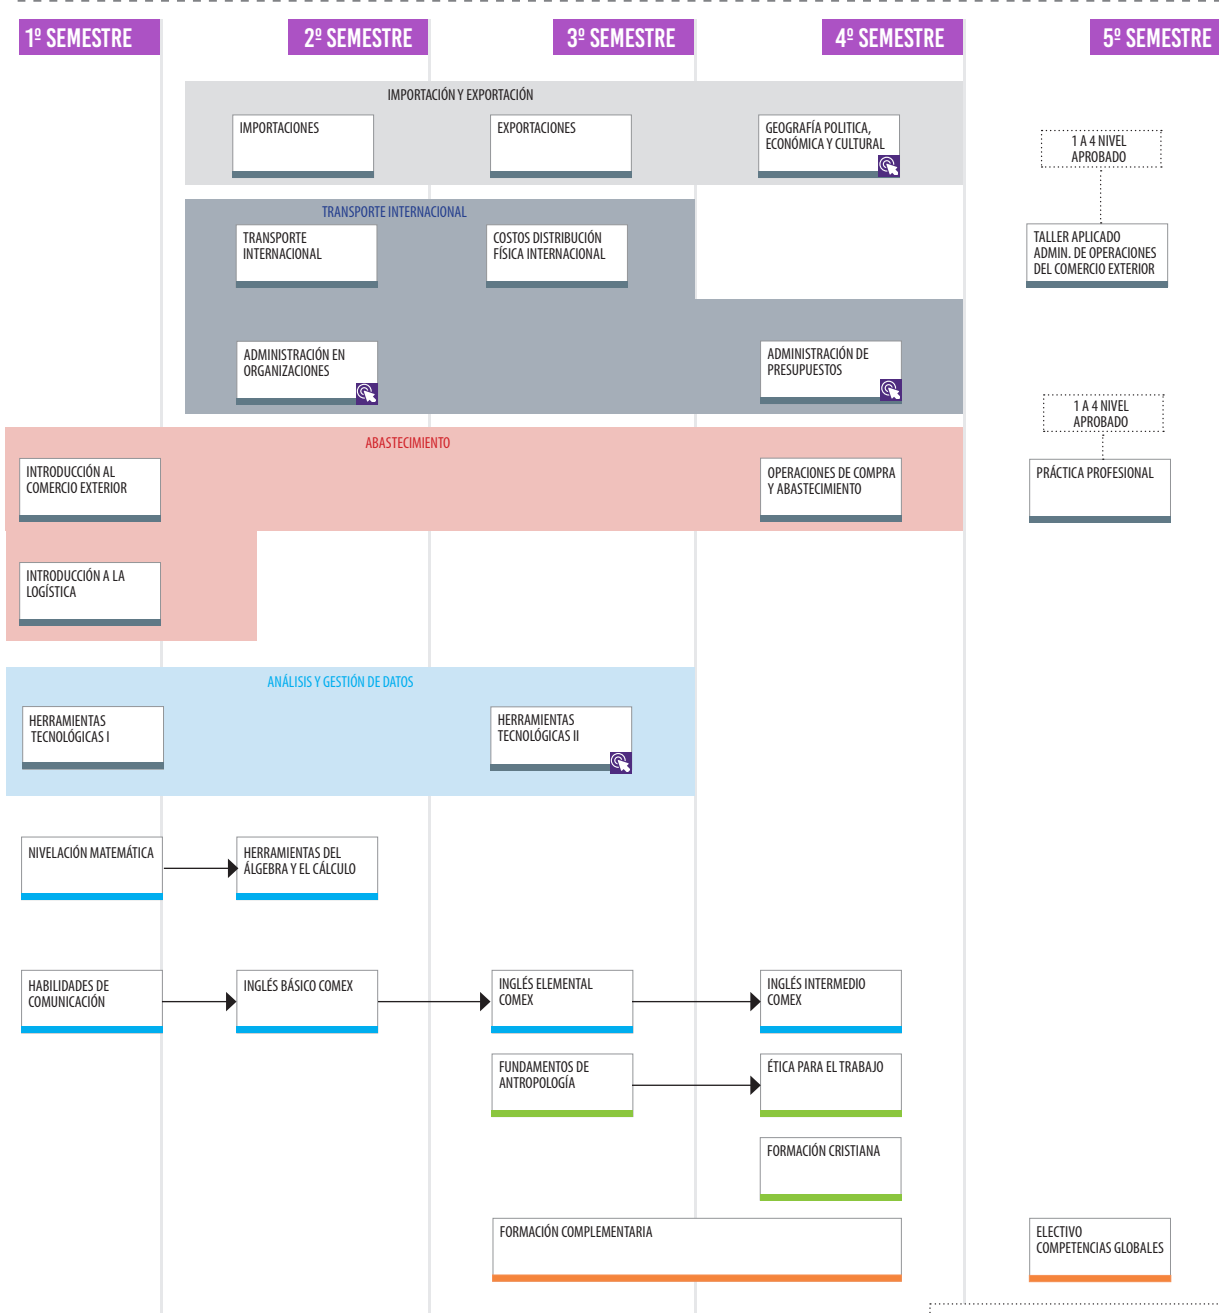 1º SEMESTRE
2º SEMESTRE
3º SEMESTRE
4º SEMESTRE
5º SEMESTRE
IMPORTACIÓN Y EXPORTACIÓN
IMPORTACIONES
EXPORTACIONES
GEOGRAFÍA POLITICA,
ECONÓMICA Y CULTURAL
1 A 4 NIVEL
APROBADO
TRANSPORTE INTERNACIONAL
TRANSPORTE
INTERNACIONAL
COSTOS DISTRIBUCIÓN
FÍSICA INTERNACIONAL
TALLER APLICADO
ADMIN. DE OPERACIONES
DEL COMERCIO EXTERIOR
ADMINISTRACIÓN EN
ORGANIZACIONES
ADMINISTRACIÓN DE
PRESUPUESTOS
1 A 4 NIVEL
APROBADO
ABASTECIMIENTO
INTRODUCCIÓN AL
COMERCIO EXTERIOR
OPERACIONES DE COMPRA
Y ABASTECIMIENTO
PRÁCTICA PROFESIONAL
INTRODUCCIÓN A LA
LOGÍSTICA
ANÁLISIS Y GESTIÓN DE DATOS
HERRAMIENTAS
TECNOLÓGICAS I
HERRAMIENTAS
TECNOLÓGICAS II
NIVELACIÓN MATEMÁTICA
HERRAMIENTAS DEL
ÁLGEBRA Y EL CÁLCULO
HABILIDADES DE
COMUNICACIÓN
INGLÉS BÁSICO COMEX
INGLÉS ELEMENTAL
COMEX
INGLÉS INTERMEDIO
COMEX
FUNDAMENTOS DE
ANTROPOLOGÍA
ÉTICA PARA EL TRABAJO
FORMACIÓN CRISTIANA
FORMACIÓN COMPLEMENTARIA
ELECTIVO
COMPETENCIAS GLOBALES